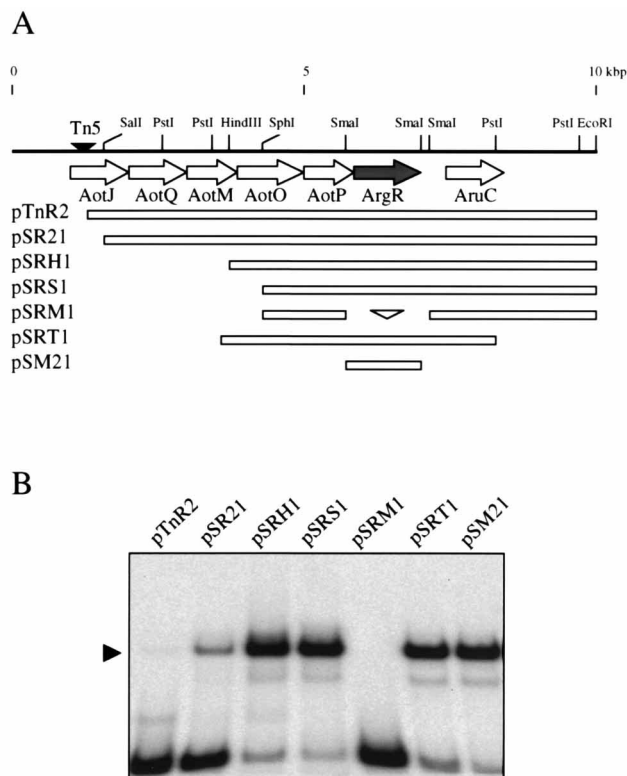 A
0 5 10 kbp
Tn5 SalI PstI PstI HindIII SphI SmaI SmaI SmaI PstI PstI EcoRI
AotJ AotQ AotM AotO AotP ArgR AruC
pTnR2
pSR21
pSRH1
pSRS1
pSRM1
pSRT1
pSM21
B
pTnR2 pSR21 pSRH1 pSRS1 pSRM1 pSRT1 pSM21